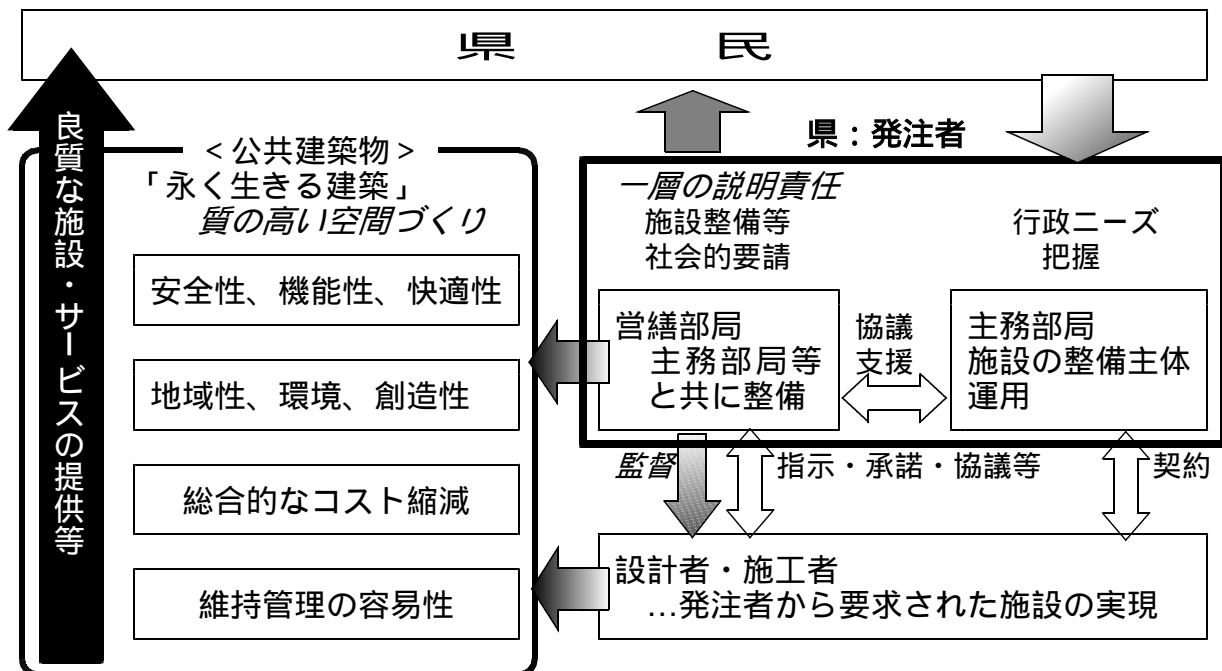 県　民
良質な施設・サービスの提供等
＜公共建築物＞
「永く生きる建築」
質の高い空間づくり
安全性、機能性、快適性
地域性、環境、創造性
総合的なコスト縮減
維持管理の容易性
県：発注者
一層の説明責任
施設整備等
社会的要請
行政ニーズ
把握
営繕部局
主務部局等
と共に整備
協議
支援
主務部局
施設の整備主体
運用
監督
指示・承諾・協議等
契約
設計者・施工者
…発注者から要求された施設の実現